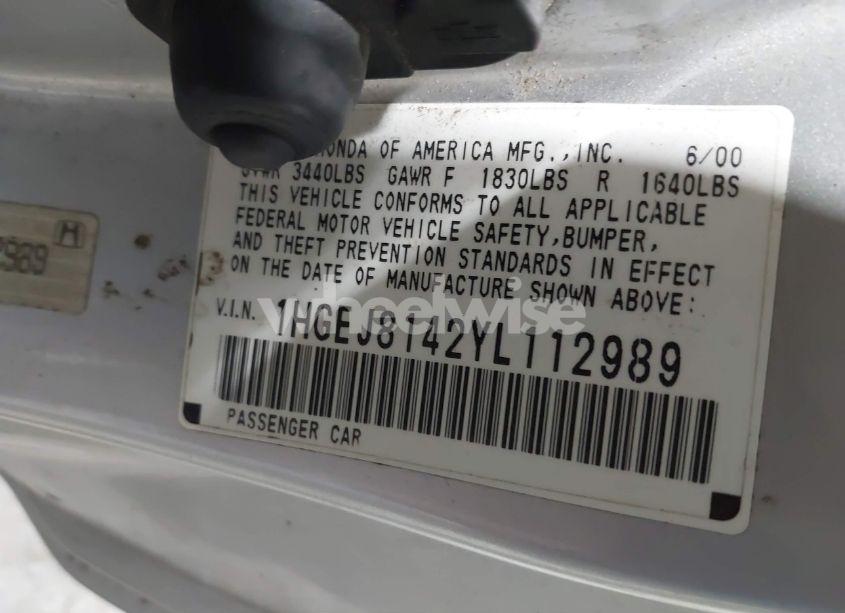 HONDA OF AMERICA MFG.,INC. 6/00
GVWR 3440LBS GAWR F 1830LBS R 1640LBS
THIS VEHICLE CONFORMS TO ALL APPLICABLE
FEDERAL MOTOR VEHICLE SAFETY,BUMPER,
AND THEFT PREVENTION STANDARDS IN EFFECT
ON THE DATE OF MANUFACTURE SHOWN ABOVE:
V.I.N. 1HGEJ8142YL112989
wheelwise
PASSENGER CAR